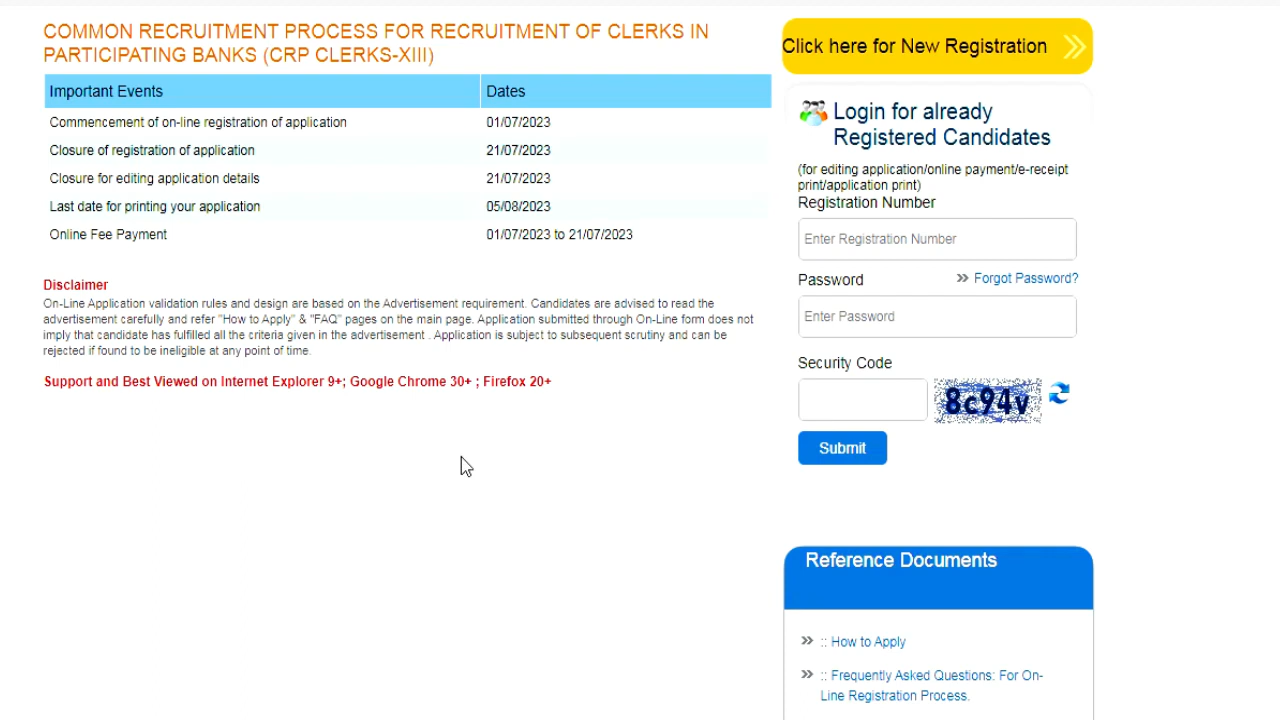 COMMON RECRUITMENT PROCESS FOR RECRUITMENT OF CLERKS IN
PARTICIPATING BANKS (CRP CLERKS-XIII)
Important Events Dates
Commencement of on-line registration of application 01/07/2023
Closure of registration of application 21/07/2023
Closure for editing application details 21/07/2023
Last date for printing your application 05/08/2023
Online Fee Payment 01/07/2023 to 21/07/2023
Disclaimer
On-Line Application validation rules and design are based on the Advertisement requirement. Candidates are advised to read the
advertisement carefully and refer "How to Apply" & "FAQ" pages on the main page. Application submitted through On-Line form does not
imply that candidate has fulfilled all the criteria given in the advertisement . Application is subject to subsequent scrutiny and can be
rejected if found to be ineligible at any point of time.
Support and Best Viewed on Internet Explorer 9+; Google Chrome 30+ ; Firefox 20+
Click here for New Registration
Login for already
Registered Candidates
(for editing application/online payment/e-receipt
print/application print)
Registration Number
Enter Registration Number
Password Forgot Password?
Enter Password
Security Code
8c94v
Submit
Reference Documents
:: How to Apply
:: Frequently Asked Questions: For On-
Line Registration Process.